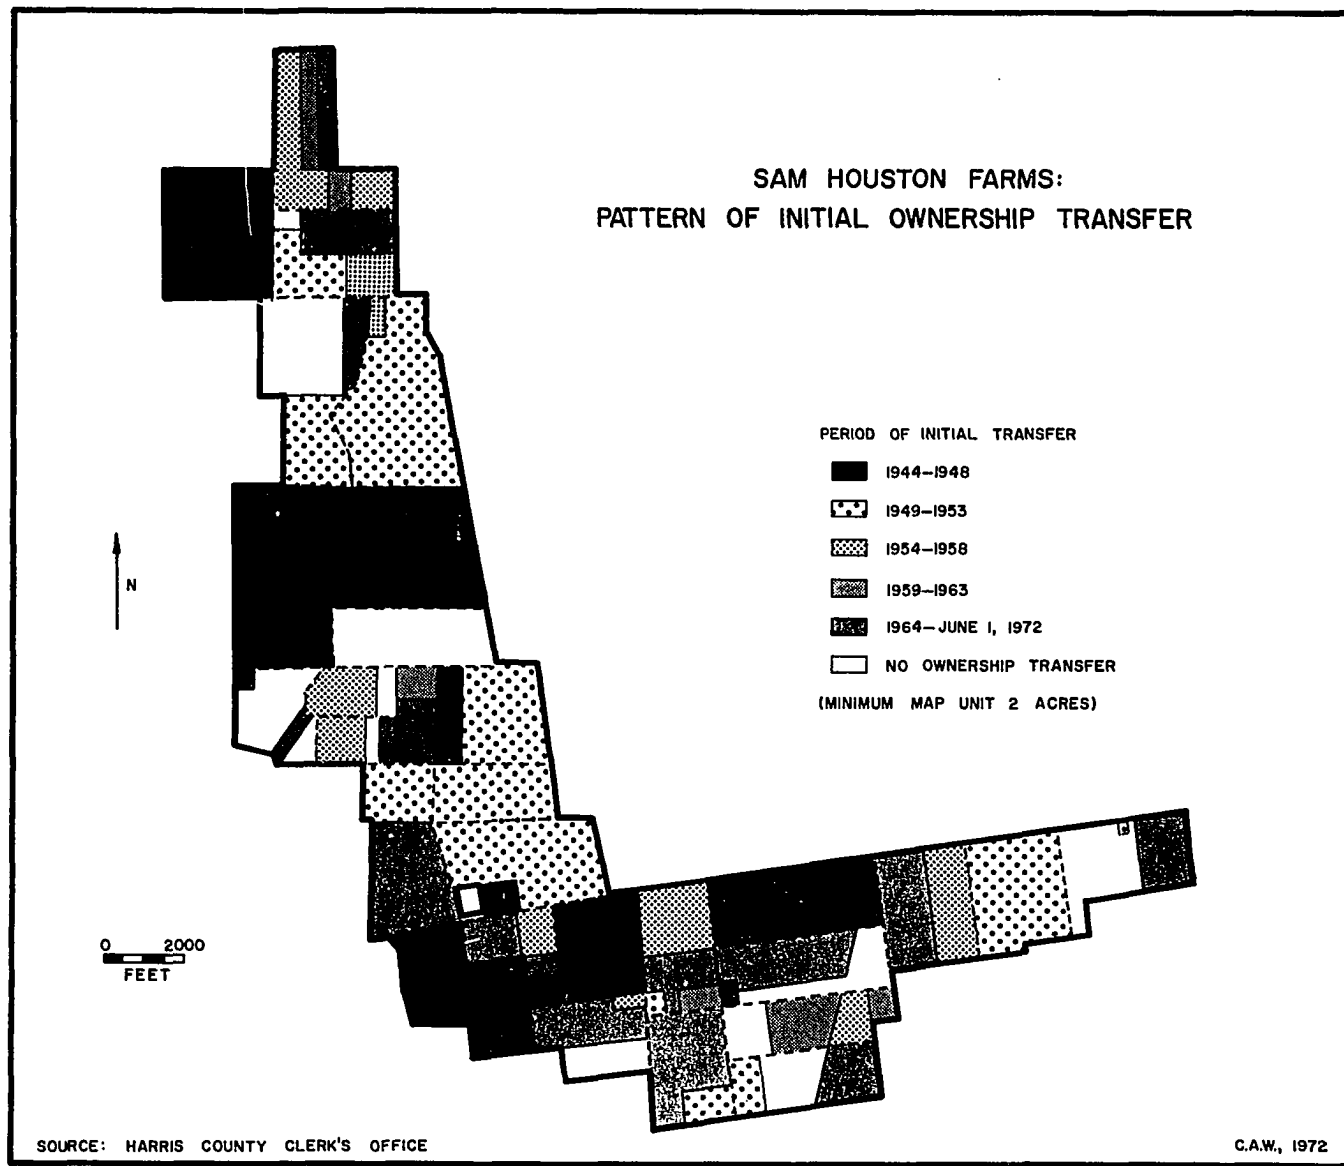 SAM HOUSTON FARMS:
PATTERN OF INITIAL OWNERSHIP TRANSFER
PERIOD OF INITIAL TRANSFER
1944–1948
1949–1953
1954–1958
1959–1963
1964–JUNE 1, 1972
NO OWNERSHIP TRANSFER
(MINIMUM MAP UNIT 2 ACRES)
N
0 2000
FEET
SOURCE: HARRIS COUNTY CLERK'S OFFICE
C.A.W., 1972